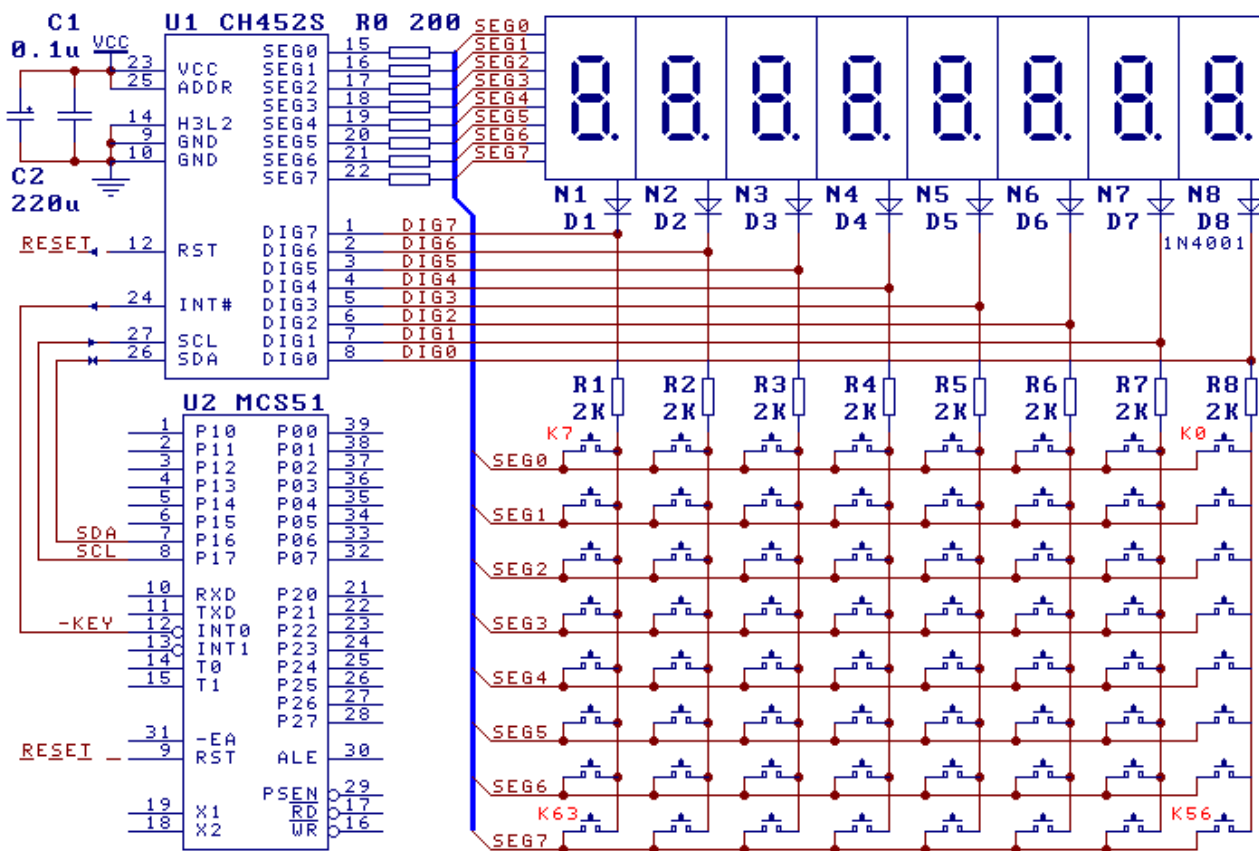 C1
0.1u
VCC
U1 CH452S
R0 200
23 VCC
25 ADDR
14 H3L2
9 GND
10 GND
C2
220u
RESET
12 RST
24 INT#
27 SCL
26 SDA
SEG0 15
SEG1 16
SEG2 17
SEG3 18
SEG4 19
SEG5 20
SEG6 21
SEG7 22
DIG7 1 DIG7
DIG6 2 DIG6
DIG5 3 DIG5
DIG4 4 DIG4
DIG3 5 DIG3
DIG2 6 DIG2
DIG1 7 DIG1
DIG0 8 DIG0
SEG0
SEG1
SEG2
SEG3
SEG4
SEG5
SEG6
SEG7
N1 N2 N3 N4 N5 N6 N7 N8
D1 D2 D3 D4 D5 D6 D7 D8
1N4001
R1 R2 R3 R4 R5 R6 R7 R8
2K 2K 2K 2K 2K 2K 2K 2K
K7 K0
SEG0
SEG1
SEG2
SEG3
SEG4
SEG5
SEG6
K63 K56
SEG7
U2 MCS51
1 P10 P00 39
2 P11 P01 38
3 P12 P02 37
4 P13 P03 36
5 P14 P04 35
6 P15 P05 34
SDA 7 P16 P06 33
SCL 8 P17 P07 32
10 RXD P20 21
11 TXD P21 22
-KEY 12 INT0 P22 23
13 INT1 P23 24
14 T0 P24 25
15 T1 P25 26
P26 27
P27 28
31 -EA
RESET 9 RST ALE 30
PSEN 29
19 X1 RD 17
18 X2 WR 16